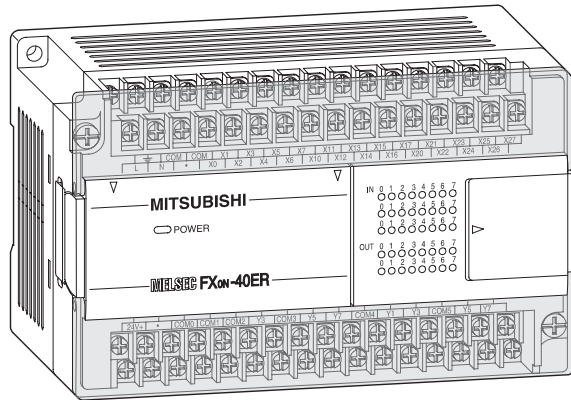 ⏚ COM COM X1 X3 X5 X7 X11 X13 X15 X17 X21 X23 X25 X27
L N • X0 X2 X4 X6 X10 X12 X14 X16 X20 X22 X24 X26
MITSUBISHI
POWER
MELSEC FX0N-40ER
IN 0 1 2 3 4 5 6 7
0 1 2 3 4 5 6 7
0 1 2 3 4 5 6 7
OUT 0 1 2 3 4 5 6 7
0 1 2 3 4 5 6 7
24V+ • COM0 COM1 COM2 Y3 COM3 Y5 Y7 COM4 Y1 Y3 COM5 Y5 Y7